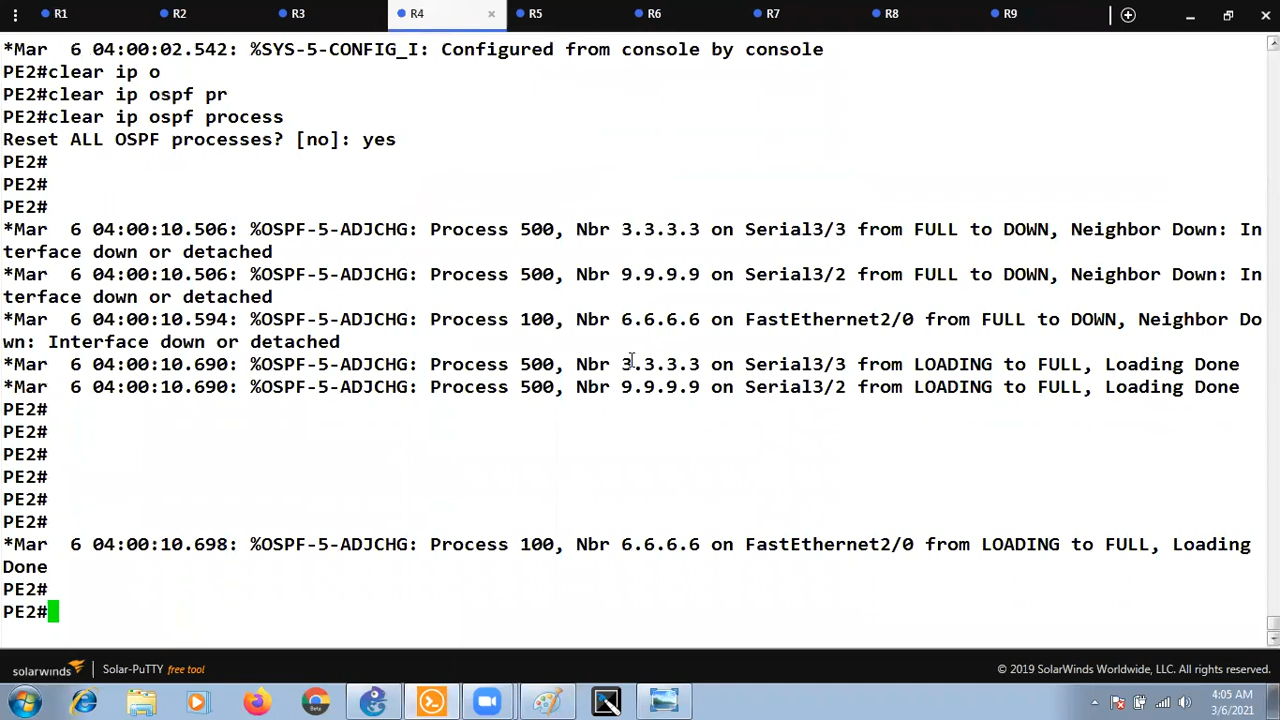 R1 R2 R3 R4 R5 R6 R7 R8 R9
*Mar  6 04:00:02.542: %SYS-5-CONFIG_I: Configured from console by console
PE2#clear ip o
PE2#clear ip ospf pr
PE2#clear ip ospf process
Reset ALL OSPF processes? [no]: yes
PE2#
PE2#
PE2#
*Mar  6 04:00:10.506: %OSPF-5-ADJCHG: Process 500, Nbr 3.3.3.3 on Serial3/3 from FULL to DOWN, Neighbor Down: In
terface down or detached
*Mar  6 04:00:10.506: %OSPF-5-ADJCHG: Process 500, Nbr 9.9.9.9 on Serial3/2 from FULL to DOWN, Neighbor Down: In
terface down or detached
*Mar  6 04:00:10.594: %OSPF-5-ADJCHG: Process 100, Nbr 6.6.6.6 on FastEthernet2/0 from FULL to DOWN, Neighbor Do
wn: Interface down or detached
*Mar  6 04:00:10.690: %OSPF-5-ADJCHG: Process 500, Nbr 3.3.3.3 on Serial3/3 from LOADING to FULL, Loading Done
*Mar  6 04:00:10.690: %OSPF-5-ADJCHG: Process 500, Nbr 9.9.9.9 on Serial3/2 from LOADING to FULL, Loading Done
PE2#
PE2#
PE2#
PE2#
PE2#
PE2#
*Mar  6 04:00:10.698: %OSPF-5-ADJCHG: Process 100, Nbr 6.6.6.6 on FastEthernet2/0 from LOADING to FULL, Loading
Done
PE2#
PE2#
solarwinds Solar-PuTTY free tool © 2019 SolarWinds Worldwide, LLC. All rights reserved.
Beta
4:05 AM
3/6/2021